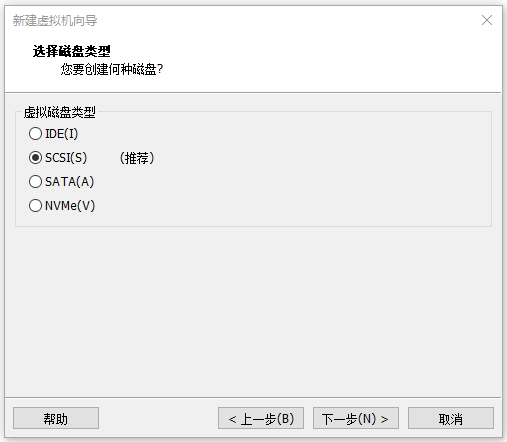 新建虚拟机向导
选择磁盘类型
您要创建何种磁盘?
虚拟磁盘类型
IDE(I)
SCSI(S) (推荐)
SATA(A)
NVMe(V)
帮助 < 上一步(B) 下一步(N) > 取消